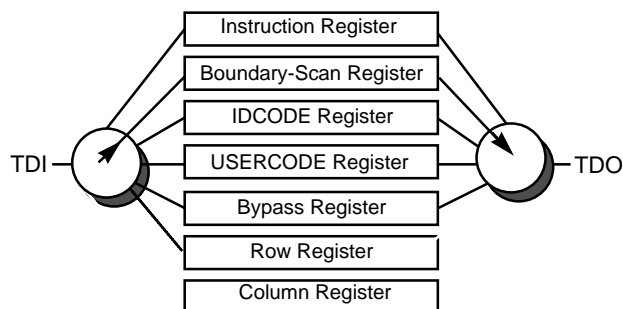 Instruction Register
Boundary-Scan Register
IDCODE Register
TDI
USERCODE Register
TDO
Bypass Register
Row Register
Column Register